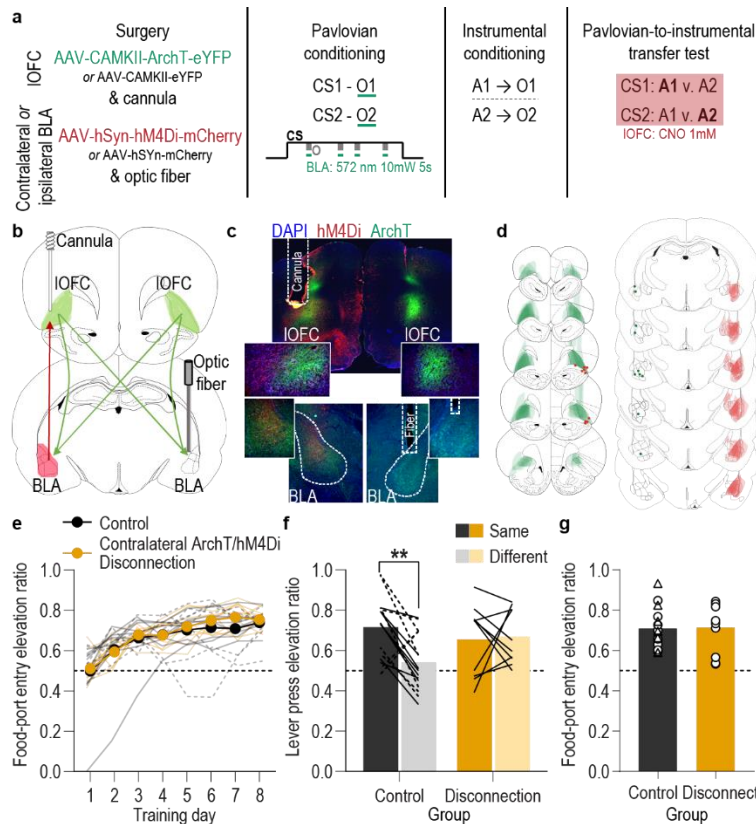 a
Surgery
Pavlovian
conditioning
Instrumental
conditioning
Pavlovian-to-instrumental
transfer test
lOFC
AAV-CAMKII-ArchT-eYFP
or AAV-CAMKII-eYFP
& cannula
Contralateral or
ipsilateral BLA
AAV-hSyn-hM4Di-mCherry
or AAV-hSYn-mCherry
& optic fiber
CS1 - O1
CS2 - O2
CS
O
BLA: 572 nm 10mW 5s
A1 → O1
A2 → O2
CS1: A1 v. A2
CS2: A1 v. A2
lOFC: CNO 1mM
b
Cannula
lOFC
lOFC
Optic
fiber
BLA
BLA
c
DAPI hM4Di ArchT
Cannula
lOFC
lOFC
Fiber
BLA
BLA
d
e
Control
Contralateral ArchT/hM4Di
Disconnection
Food-port entry elevation ratio
1.0
0.8
0.6
0.4
0.2
0.0
1 2 3 4 5 6 7 8
Training day
f
Same
Different
**
Lever press elevation ratio
1.0
0.8
0.6
0.4
0.2
0.0
Control Disconnection
Group
g
Food-port entry elevation ratio
1.0
0.8
0.6
0.4
0.2
0.0
Control Disconnect
Group